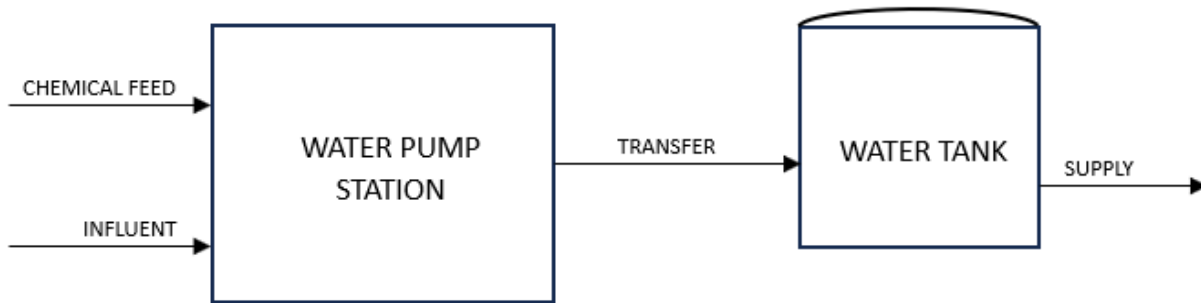 CHEMICAL FEED
INFLUENT
WATER PUMP
STATION
TRANSFER
WATER TANK
SUPPLY